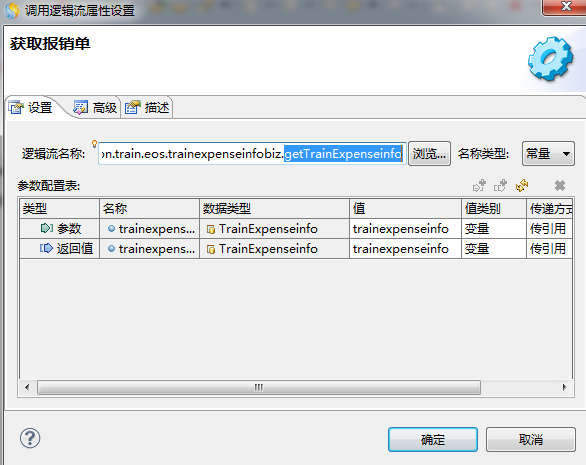 调用逻辑流属性设置
获取报销单
设置 高级 描述
逻辑流名称: on.train.eos.trainexpenseinfobiz.getTrainExpenseinfo 浏览... 名称类型: 常量
参数配置表:
类型 名称 数据类型 值 值类别 传递方式
参数 trainexpens... TrainExpenseinfo trainexpenseinfo 变量 传引用
返回值 trainexpens... TrainExpenseinfo trainexpenseinfo 变量 传引用
确定 取消